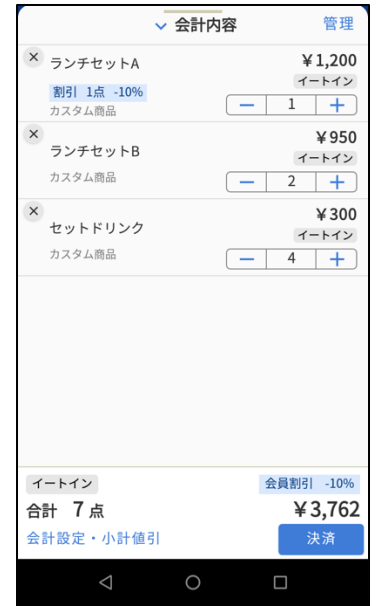 会計内容 管理
× ランチセットA ¥1,200
イートイン
割引 1点 -10%
カスタム商品 － 1 ＋
× ¥950
ランチセットB イートイン
カスタム商品 － 2 ＋
× ¥300
セットドリンク イートイン
カスタム商品 － 4 ＋
イートイン 会員割引 -10%
合計 7点 ¥3,762
会計設定・小計値引 決済